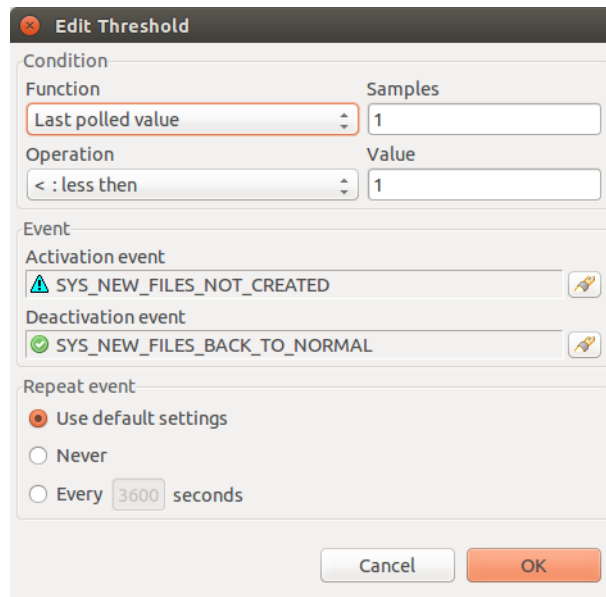 Edit Threshold
Condition
Function Samples
Last polled value 1
Operation Value
< : less then 1
Event
Activation event
SYS_NEW_FILES_NOT_CREATED
Deactivation event
SYS_NEW_FILES_BACK_TO_NORMAL
Repeat event
Use default settings
Never
Every 3600 seconds
Cancel OK